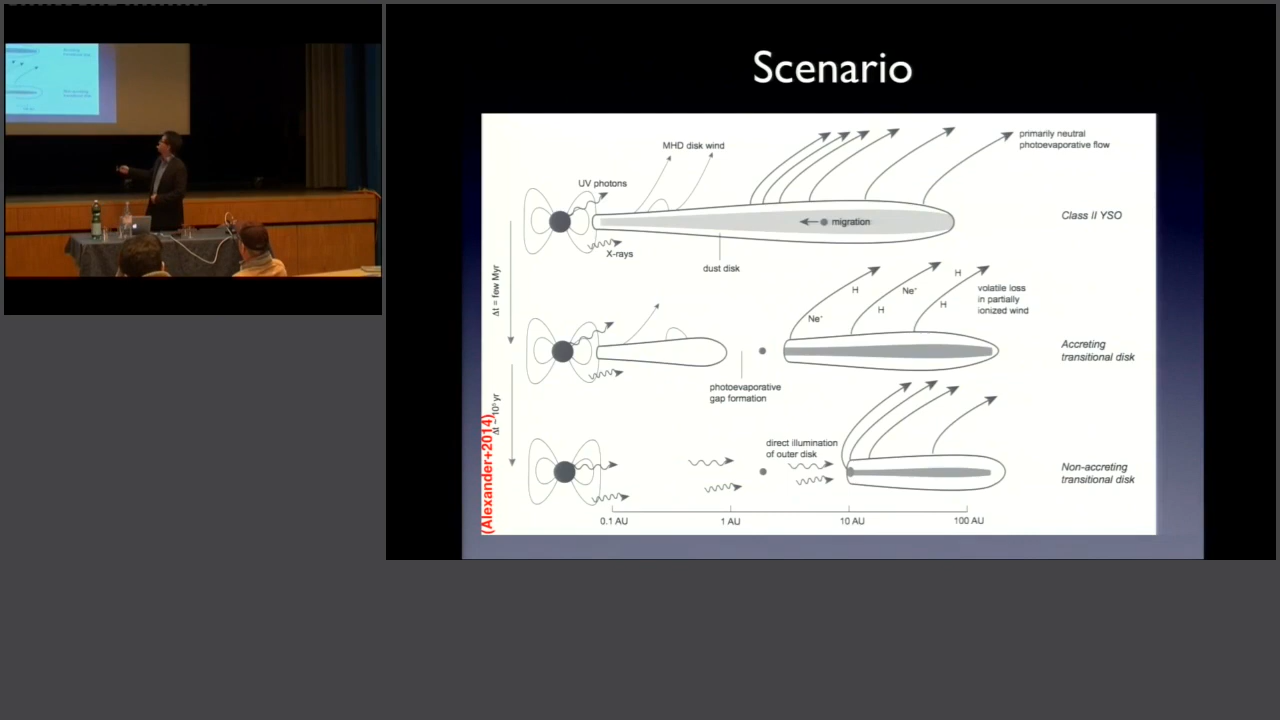 Scenario
MHD disk wind
primarily neutral
photoevaporative flow
UV photons
Class II YSO
migration
X-rays
dust disk
Δt = few Myr
H
Ne⁺
H
H
Ne⁺
H
volatile loss
in partially
ionized wind
Accreting
transitional disk
photoevaporative
gap formation
Δt ~ 10⁵ yr
direct illumination
of outer disk
Non-accreting
transitional disk
(Alexander+2014)
0.1 AU
1 AU
10 AU
100 AU